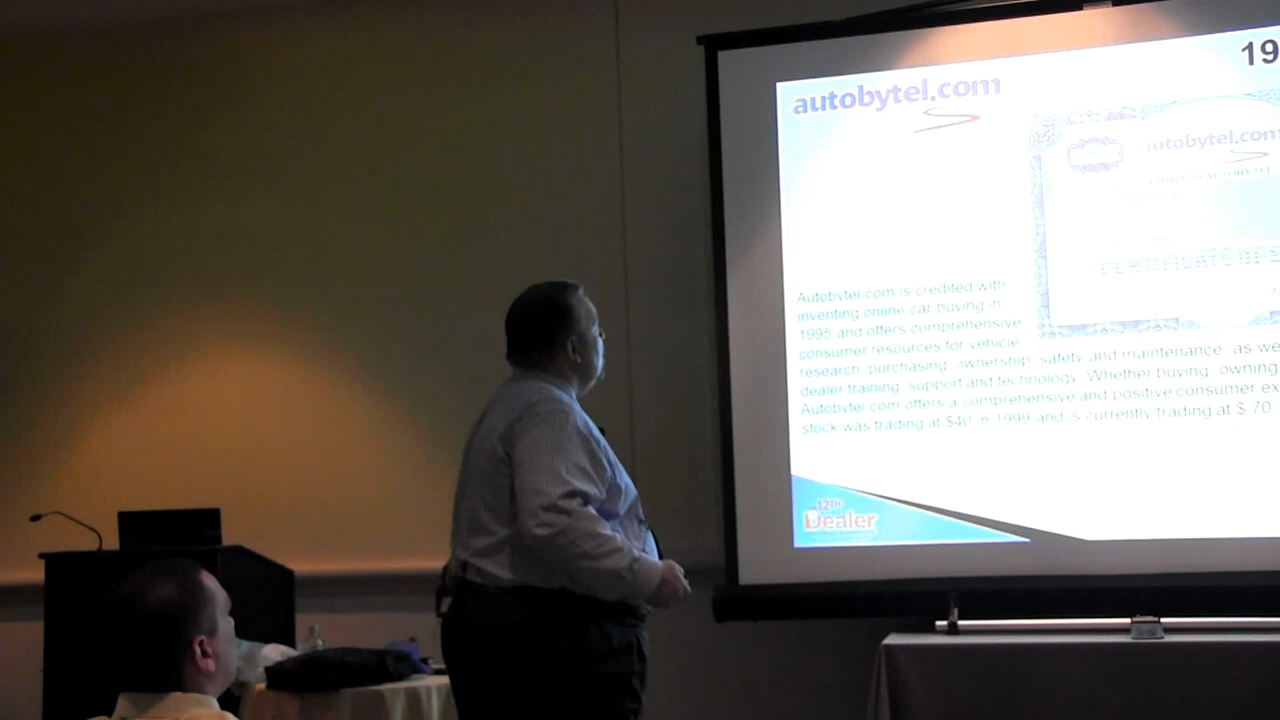 19
autobytel.com
autobytel.com
Autobytel.com is credited with
inventing online car buying in
1995 and offers comprehensive
consumer resources for vehicle
research purchasing ownership safety and maintenance as we
dealer training support and technology. Whether buying owning
Autobytel.com offers a comprehensive and positive consumer ex
stock was trading at $40 in 1999 and is currently trading at $ 70
12TH
Dealer